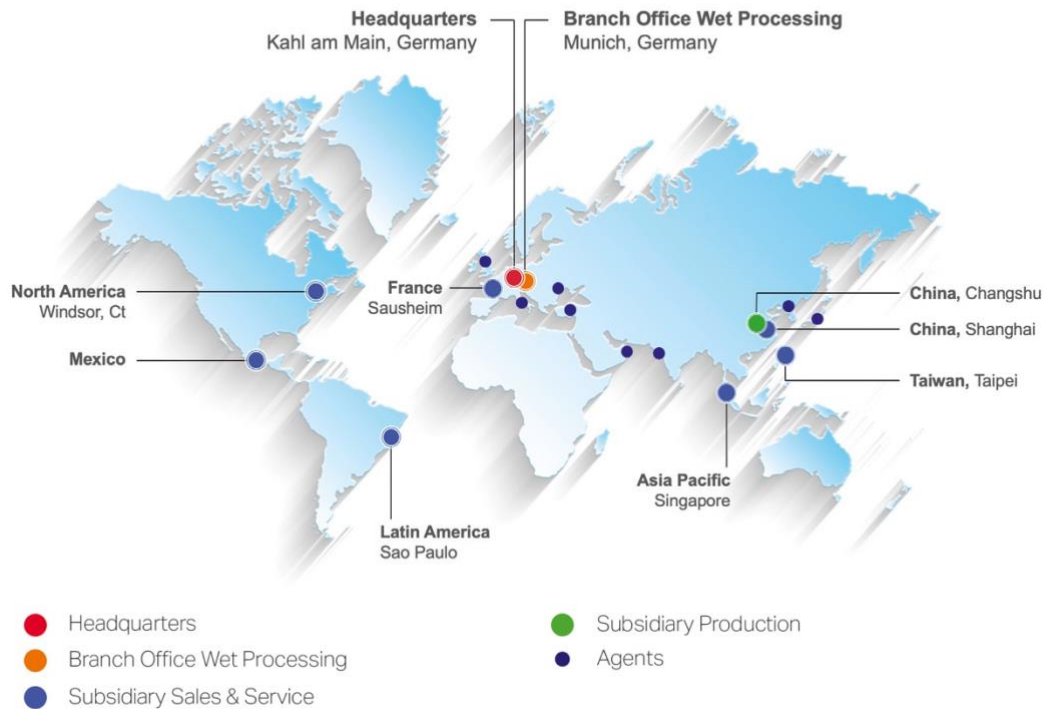 Headquarters
Kahl am Main, Germany
Branch Office Wet Processing
Munich, Germany
North America
Windsor, Ct
France
Sausheim
China, Changshu
China, Shanghai
Mexico
Taiwan, Taipei
Asia Pacific
Singapore
Latin America
Sao Paulo
Headquarters
Branch Office Wet Processing
Subsidiary Sales & Service
Subsidiary Production
Agents